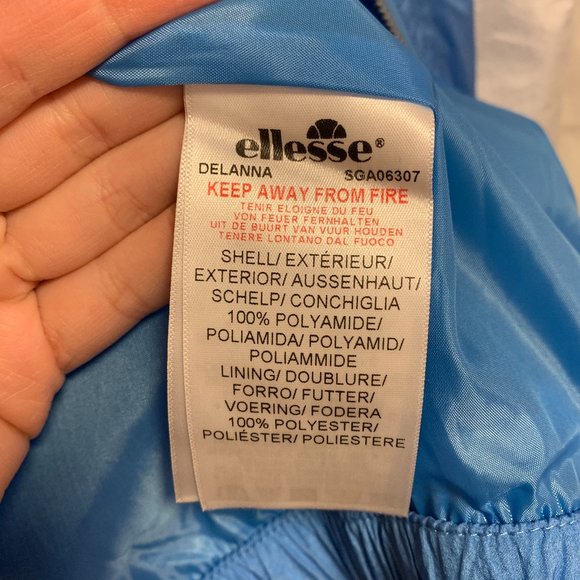 ellesse®
DELANNA SGA06307
KEEP AWAY FROM FIRE
TENIR ELOIGNE DU FEU
VON FEUER FERNHALTEN
UIT DE BUURT VAN VUUR HOUDEN
TENERE LONTANO DAL FUOCO
SHELL/ EXTÉRIEUR/
EXTERIOR/ AUSSENHAUT/
SCHELP/ CONCHIGLIA
100% POLYAMIDE/
POLIAMIDA/ POLYAMID/
POLIAMMIDE
LINING/ DOUBLURE/
FORRO/ FUTTER/
VOERING/ FODERA
100% POLYESTER/
POLIÉSTER/ POLIESTERE